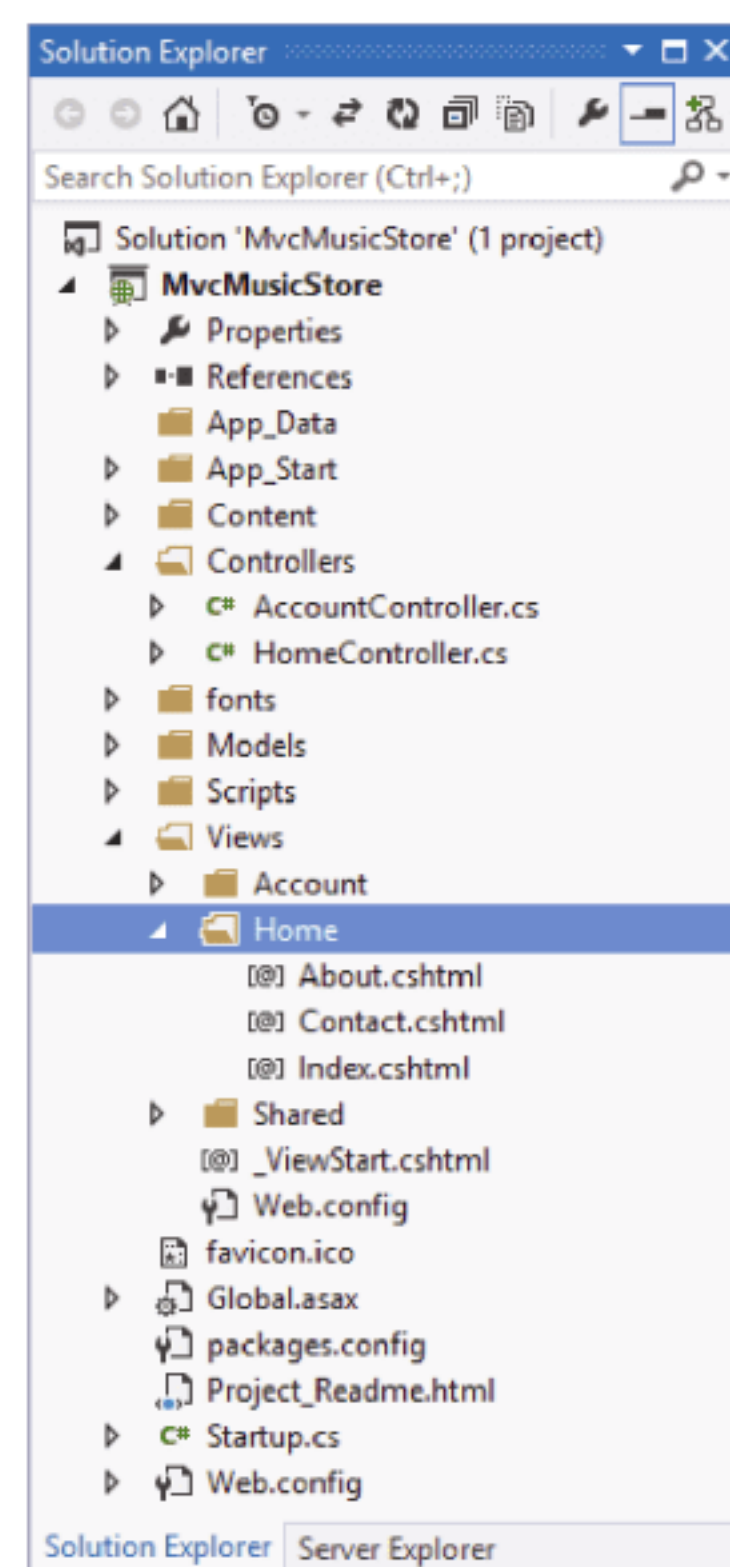 Solution Explorer
Search Solution Explorer (Ctrl+;)
Solution 'MvcMusicStore' (1 project)
MvcMusicStore
Properties
References
App_Data
App_Start
Content
Controllers
C# AccountController.cs
C# HomeController.cs
fonts
Models
Scripts
Views
Account
Home
[@] About.cshtml
[@] Contact.cshtml
[@] Index.cshtml
Shared
[@] _ViewStart.cshtml
Web.config
favicon.ico
Global.asax
packages.config
Project_Readme.html
C# Startup.cs
Web.config
Solution Explorer Server Explorer